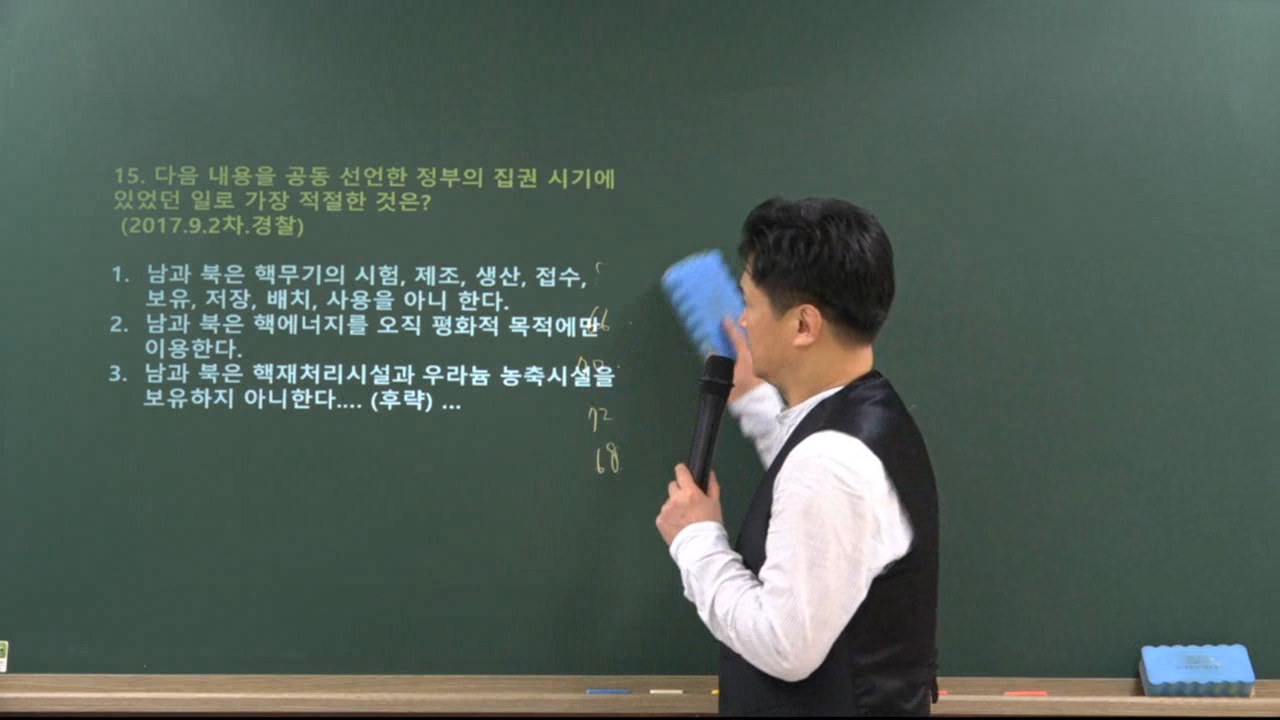 15. 다음 내용을 공동 선언한 정부의 집권 시기에
있었던 일로 가장 적절한 것은?
(2017.9.2차.경찰)
1. 남과 북은 핵무기의 시험, 제조, 생산, 접수,
보유, 저장, 배치, 사용을 아니 한다.
2. 남과 북은 핵에너지를 오직 평화적 목적에만
이용한다.
3. 남과 북은 핵재처리시설과 우라늄 농축시설을
보유하지 아니한다.... (후략) ...
72
68